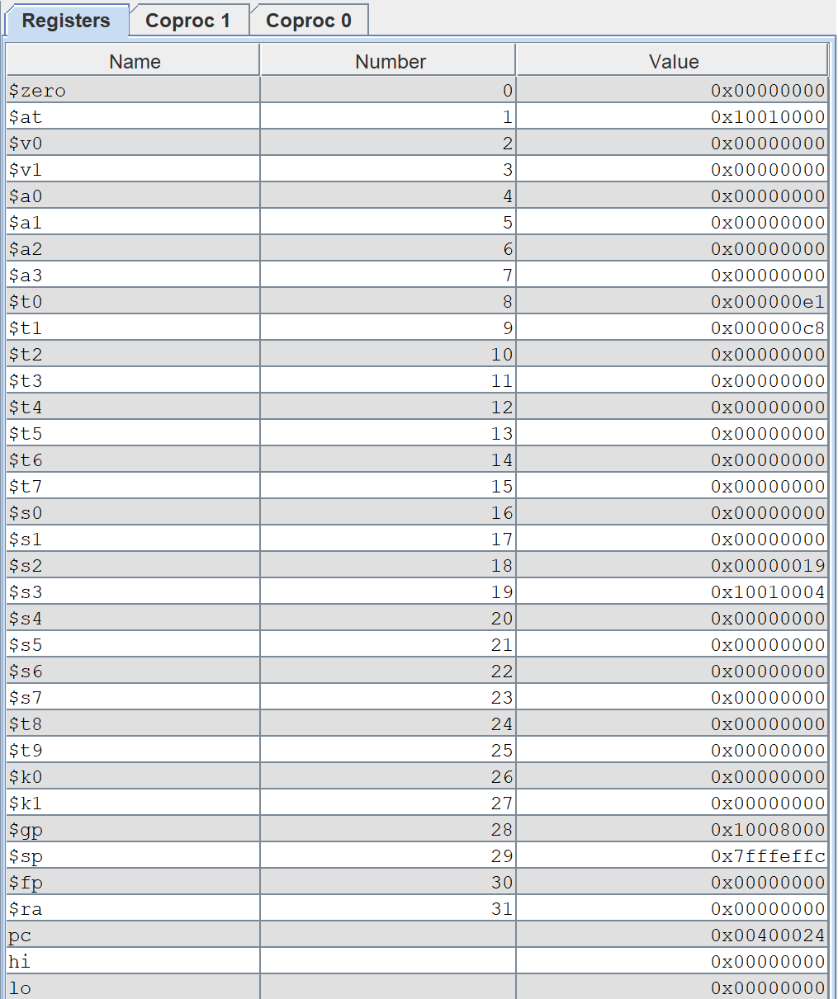 Registers Coproc 1 Coproc 0
Name Number Value
$zero 0 0x00000000
$at 1 0x10010000
$v0 2 0x00000000
$v1 3 0x00000000
$a0 4 0x00000000
$a1 5 0x00000000
$a2 6 0x00000000
$a3 7 0x00000000
$t0 8 0x000000e1
$t1 9 0x000000c8
$t2 10 0x00000000
$t3 11 0x00000000
$t4 12 0x00000000
$t5 13 0x00000000
$t6 14 0x00000000
$t7 15 0x00000000
$s0 16 0x00000000
$s1 17 0x00000000
$s2 18 0x00000019
$s3 19 0x10010004
$s4 20 0x00000000
$s5 21 0x00000000
$s6 22 0x00000000
$s7 23 0x00000000
$t8 24 0x00000000
$t9 25 0x00000000
$k0 26 0x00000000
$k1 27 0x00000000
$gp 28 0x10008000
$sp 29 0x7fffeffc
$fp 30 0x00000000
$ra 31 0x00000000
pc 0x00400024
hi 0x00000000
lo 0x00000000